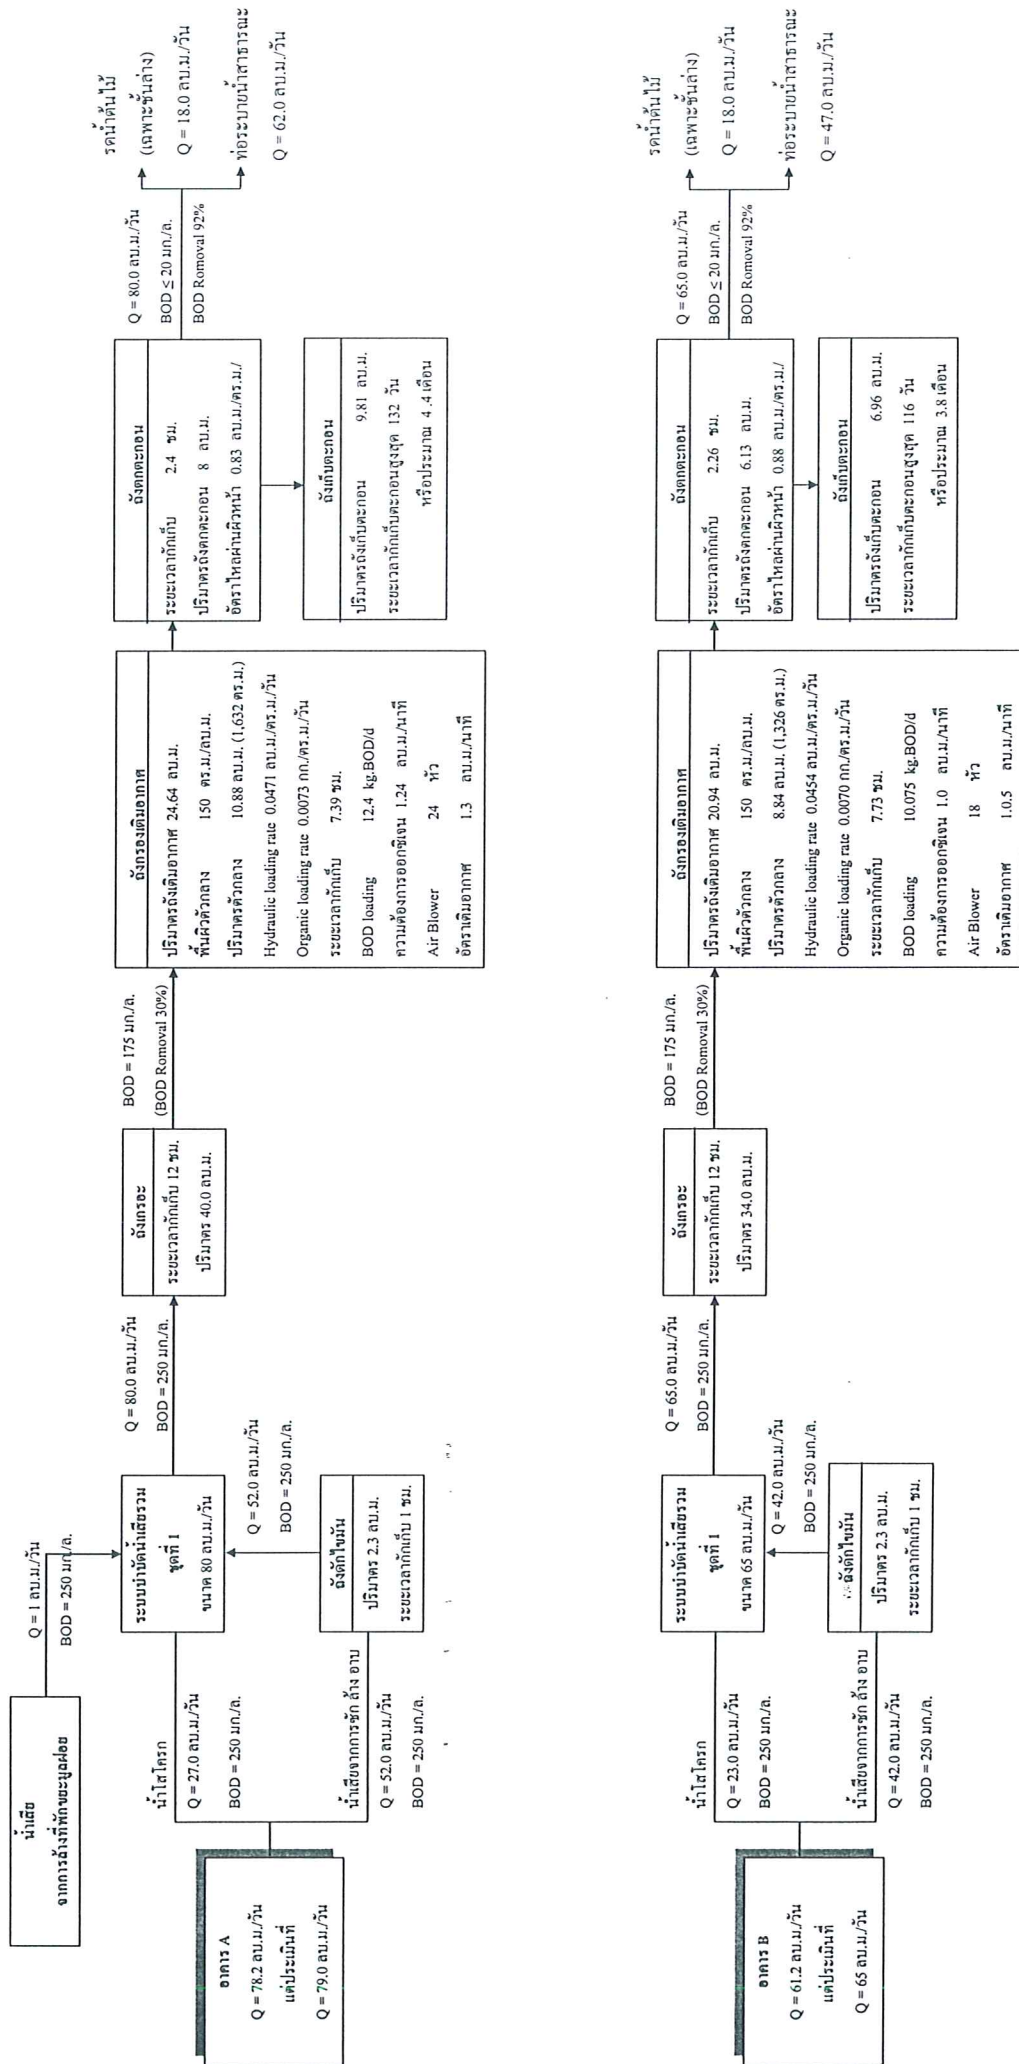 น้ำเสีย
จากการล้างที่พักขยะมูลฝอย
Q = 1 ลบ.ม./วัน
BOD = 250 มก./ล.
อาคาร A
Q = 78.2 ลบ.ม./วัน
แต่ประเมินที่
Q = 79.0 ลบ.ม./วัน
น้ำโสโครก
Q = 27.0 ลบ.ม./วัน
BOD = 250 มก./ล.
น้ำเสียจากการซัก ล้าง อาบ
Q = 52.0 ลบ.ม./วัน
BOD = 250 มก./ล.
ระบบบำบัดน้ำเสียรวม
ชุดที่ 1
ขนาด 80 ลบ.ม./วัน
Q = 52.0 ลบ.ม./วัน
BOD = 250 มก./ล.
ถังดักไขมัน
ปริมาตร 2.3 ลบ.ม.
ระยะเวลากักเก็บ 1 ชม.
Q = 80.0 ลบ.ม./วัน
BOD = 250 มก./ล.
ถังเกรอะ
ระยะเวลากักเก็บ 12 ชม.
ปริมาตร 40.0 ลบ.ม.
BOD = 175 มก./ล.
(BOD Romoval 30%)
ถังกรองเติมอากาศ
ปริมาตรถังเติมอากาศ 24.64 ลบ.ม.
พื้นผิวตัวกลาง 150 ตร.ม./ลบ.ม.
ปริมาตรตัวกลาง 10.88 ลบ.ม. (1,632 ตร.ม.)
Hydraulic loading rate 0.0471 ลบ.ม./ตร.ม./วัน
Organic loading rate 0.0073 กก./ตร.ม./วัน
ระยะเวลากักเก็บ 7.39 ชม.
BOD loading 12.4 kg.BOD/d
ความต้องการออกซิเจน 1.24 ลบ.ม./นาที
Air Blower 24 หัว
อัตราเติมอากาศ 1.3 ลบ.ม./นาที
ถังตกตะกอน
ระยะเวลากักเก็บ 2.4 ชม.
ปริมาตรถังตกตะกอน 8 ลบ.ม.
อัตราไหลผ่านผิวหน้า 0.83 ลบ.ม./ตร.ม./
ถังเก็บตะกอน
ปริมาตรถังเก็บตะกอน 9.81 ลบ.ม.
ระยะเวลากักเก็บตะกอนสูงสุด 132 วัน
หรือประมาณ 4.4 เดือน
Q = 80.0 ลบ.ม./วัน
BOD ≤ 20 มก./ล.
BOD Romoval 92%
รดน้ำต้นไม้
(เฉพาะชั้นล่าง)
Q = 18.0 ลบ.ม./วัน
ท่อระบายน้ำสาธารณะ
Q = 62.0 ลบ.ม./วัน
อาคาร B
Q = 61.2 ลบ.ม./วัน
แต่ประเมินที่
Q = 65 ลบ.ม./วัน
น้ำโสโครก
Q = 23.0 ลบ.ม./วัน
BOD = 250 มก./ล.
น้ำเสียจากการซัก ล้าง อาบ
Q = 42.0 ลบ.ม./วัน
BOD = 250 มก./ล.
ระบบบำบัดน้ำเสียรวม
ชุดที่ 1
ขนาด 65 ลบ.ม./วัน
Q = 42.0 ลบ.ม./วัน
BOD = 250 มก./ล.
ถังดักไขมัน
ปริมาตร 2.3 ลบ.ม.
ระยะเวลากักเก็บ 1 ชม.
Q = 65.0 ลบ.ม./วัน
BOD = 250 มก./ล.
ถังเกรอะ
ระยะเวลากักเก็บ 12 ชม.
ปริมาตร 34.0 ลบ.ม.
BOD = 175 มก./ล.
(BOD Romoval 30%)
ถังกรองเติมอากาศ
ปริมาตรถังเติมอากาศ 20.94 ลบ.ม.
พื้นผิวตัวกลาง 150 ตร.ม./ลบ.ม.
ปริมาตรตัวกลาง 8.84 ลบ.ม. (1,326 ตร.ม.)
Hydraulic loading rate 0.0454 ลบ.ม./ตร.ม./วัน
Organic loading rate 0.0070 กก./ตร.ม./วัน
ระยะเวลากักเก็บ 7.73 ชม.
BOD loading 10.075 kg.BOD/d
ความต้องการออกซิเจน 1.0 ลบ.ม./นาที
Air Blower 18 หัว
อัตราเติมอากาศ 1.0.5 ลบ.ม./นาที
ถังตกตะกอน
ระยะเวลากักเก็บ 2.26 ชม.
ปริมาตรถังตกตะกอน 6.13 ลบ.ม.
อัตราไหลผ่านผิวหน้า 0.88 ลบ.ม./ตร.ม./
ถังเก็บตะกอน
ปริมาตรถังเก็บตะกอน 6.96 ลบ.ม.
ระยะเวลากักเก็บตะกอนสูงสุด 116 วัน
หรือประมาณ 3.8 เดือน
Q = 65.0 ลบ.ม./วัน
BOD ≤ 20 มก./ล.
BOD Romoval 92%
รดน้ำต้นไม้
(เฉพาะชั้นล่าง)
Q = 18.0 ลบ.ม./วัน
ท่อระบายน้ำสาธารณะ
Q = 47.0 ลบ.ม./วัน